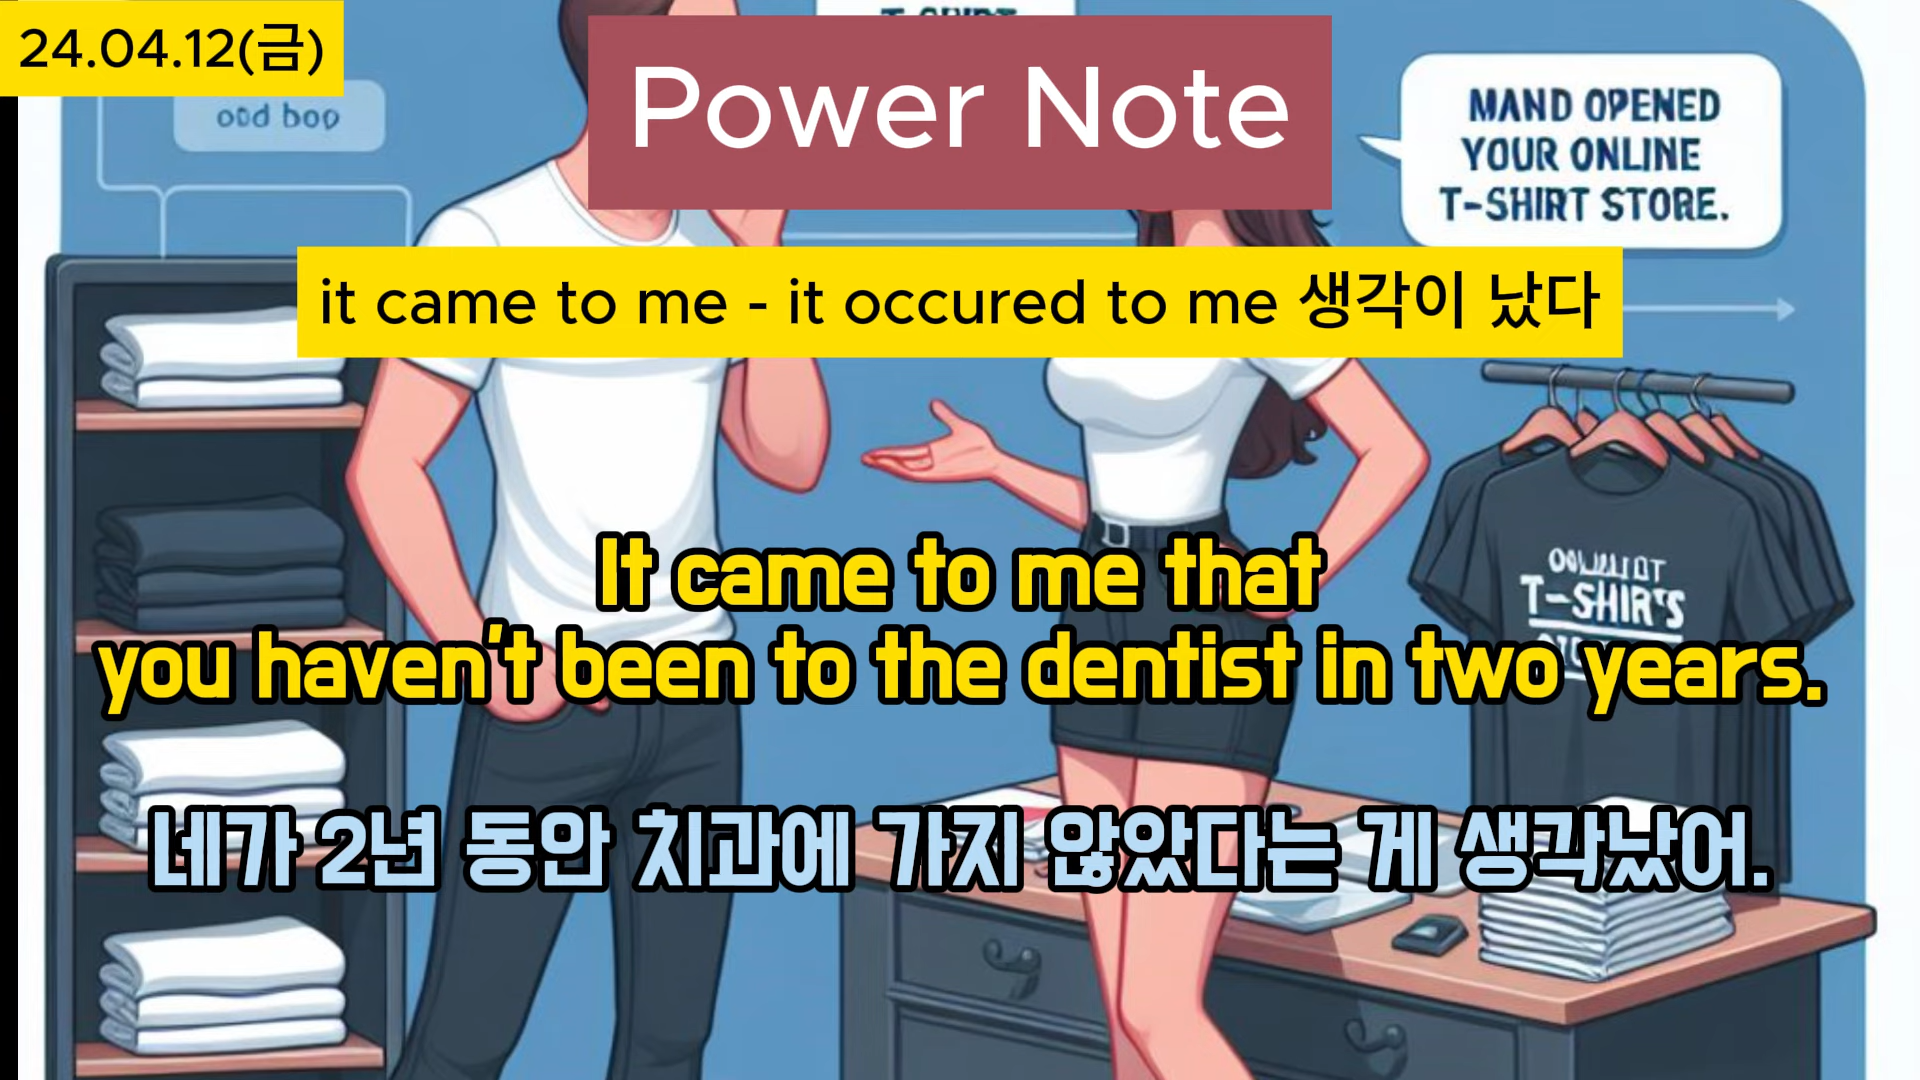 24.04.12(금)
Power Note
MAND OPENED
YOUR ONLINE
T-SHIRT STORE.
it came to me - it occured to me 생각이 났다
It came to me that
you haven't been to the dentist in two years.
T-SHIR'S
네가 2년 동안 치과에 가지 않았다는 게 생각났어.